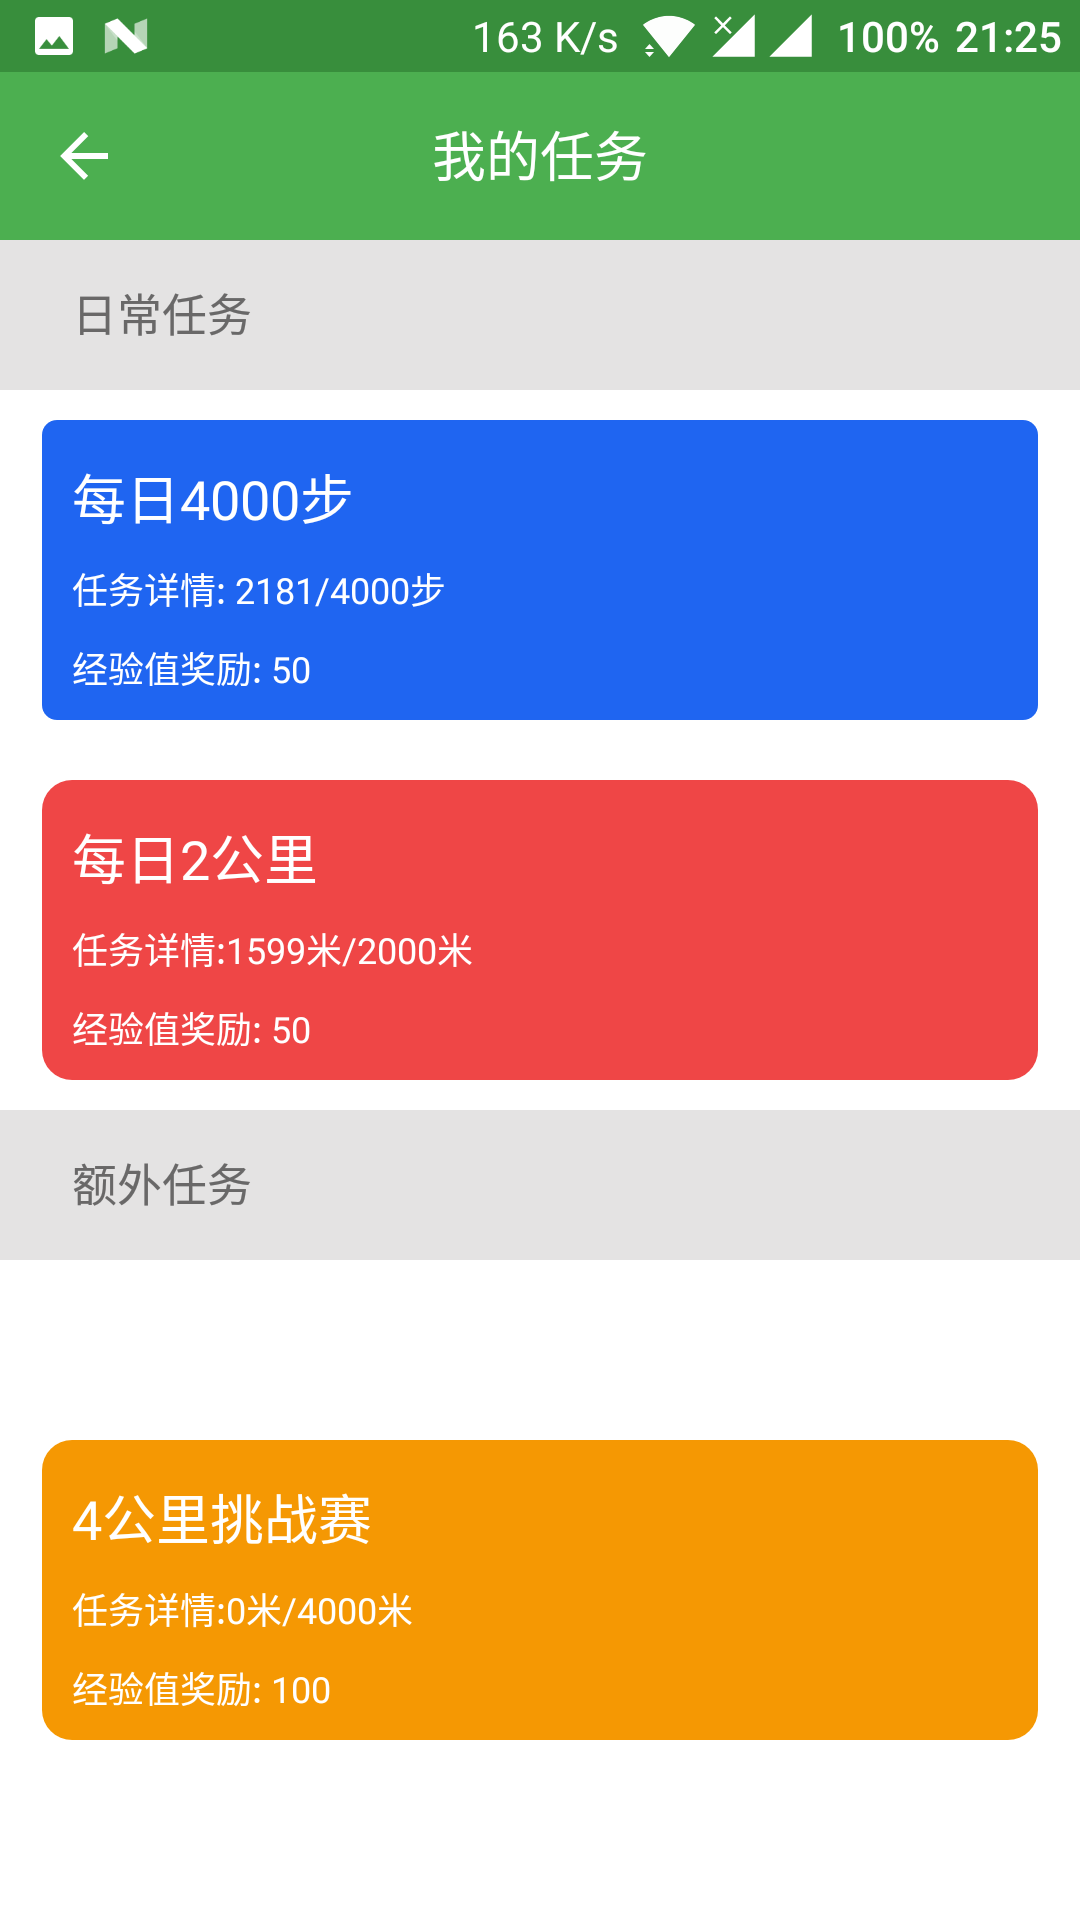 163 K/s 100% 21:25
我的任务
日常任务
每日4000步
任务详情: 2181/4000步
经验值奖励: 50
每日2公里
任务详情:1599米/2000米
经验值奖励: 50
额外任务
4公里挑战赛
任务详情:0米/4000米
经验值奖励: 100